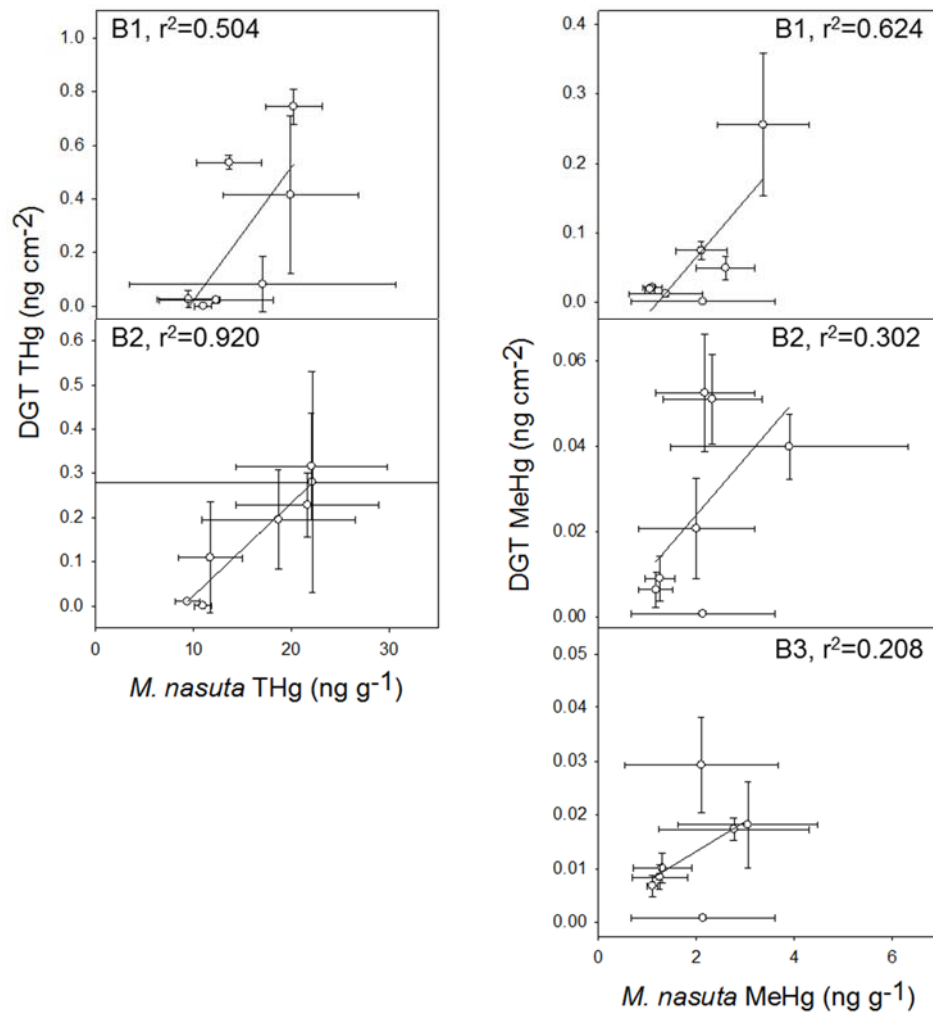 B1, r²=0.504
1.0
0.8
0.6
0.4
0.2
0.0
B2, r²=0.920
0.6
0.5
0.4
0.3
0.2
0.1
0.0
DGT THg (ng cm⁻²)
0 10 20 30
M. nasuta THg (ng g⁻¹)
B1, r²=0.624
0.4
0.3
0.2
0.1
0.0
B2, r²=0.302
0.06
0.04
0.02
0.00
B3, r²=0.208
0.05
0.04
0.03
0.02
0.01
0.00
DGT MeHg (ng cm⁻²)
0 2 4 6
M. nasuta MeHg (ng g⁻¹)